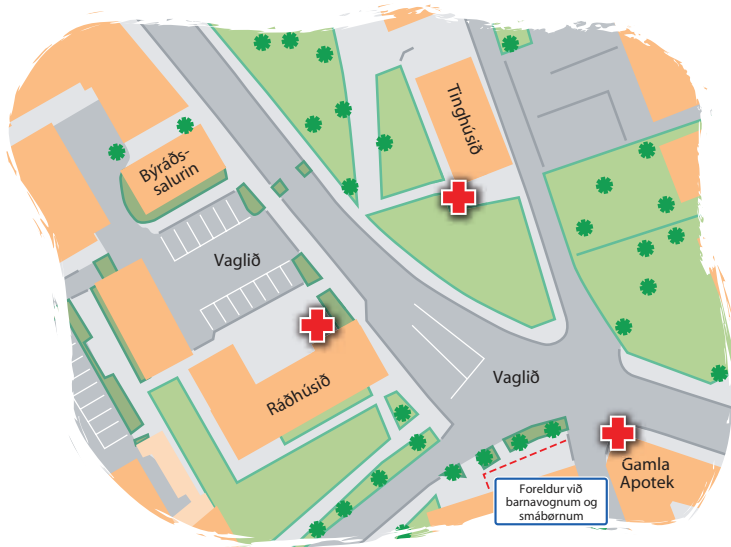 Tinghúsið
Býráðs-
salurin
Vaglið
Ráðhúsið
Vaglið
Gamla
Apotek
Foreldur við
barnavognum og
smábørnum